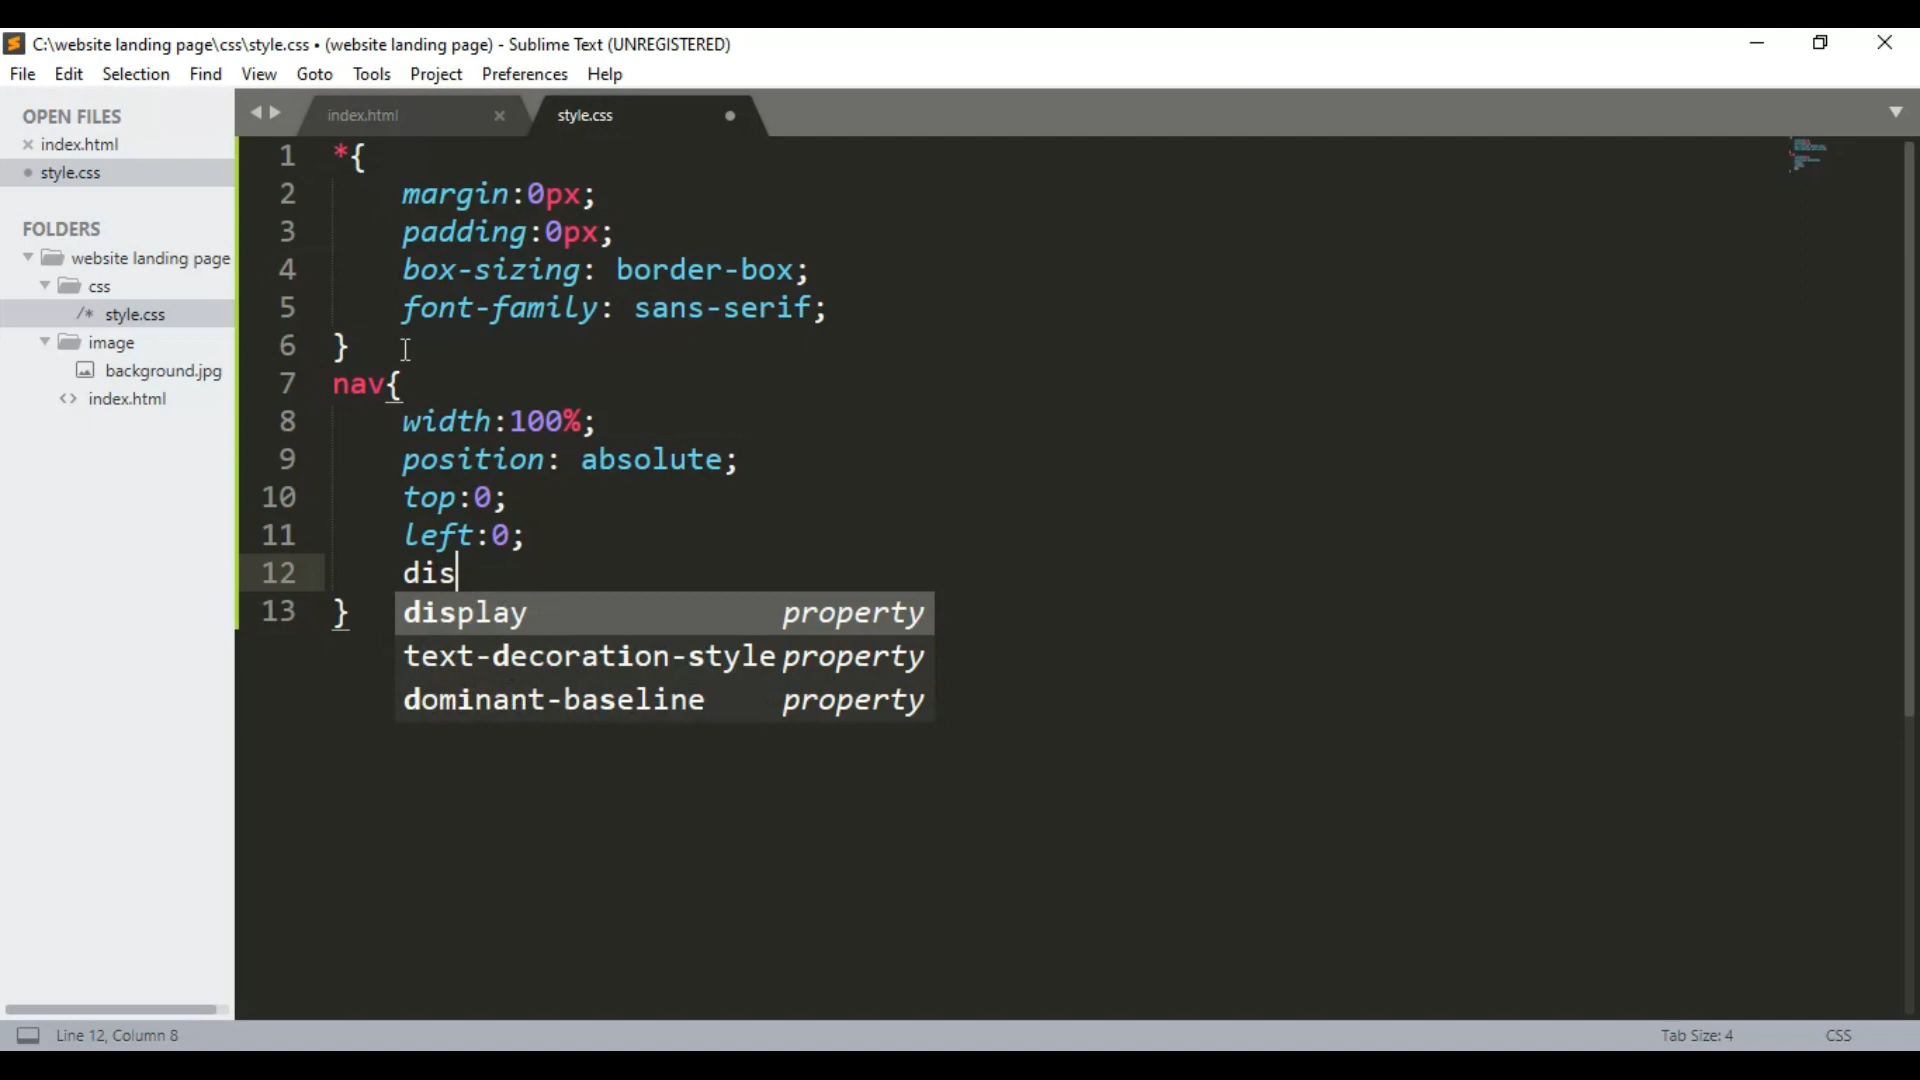 C:\website landing page\css\style.css • (website landing page) - Sublime Text (UNREGISTERED)
File Edit Selection Find View Goto Tools Project Preferences Help
OPEN FILES
index.html
style.css
FOLDERS
website landing page
css
/* style.css
image
background.jpg
<> index.html
index.html
style.css
1 *{
2 margin:0px;
3 padding:0px;
4 box-sizing: border-box;
5 font-family: sans-serif;
6 }
7 nav{
8 width:100%;
9 position: absolute;
10 top:0;
11 left:0;
12 dis
13 }
display property
text-decoration-style property
dominant-baseline property
Line 12, Column 8
Tab Size: 4
CSS